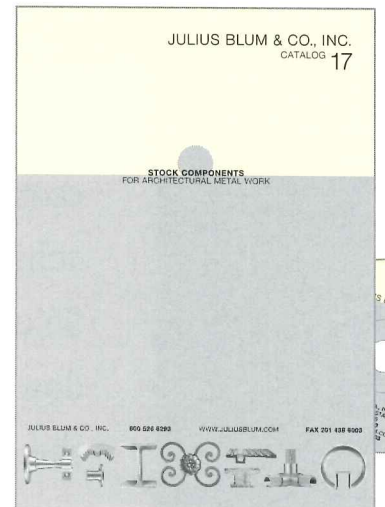 JULIUS BLUM & CO., INC.
CATALOG 17
STOCK COMPONENTS
FOR ARCHITECTURAL METAL WORK
JULIUS BLUM & CO., INC. 800 526 6293 WWW.JULIUSBLUM.COM FAX 201 438 6003